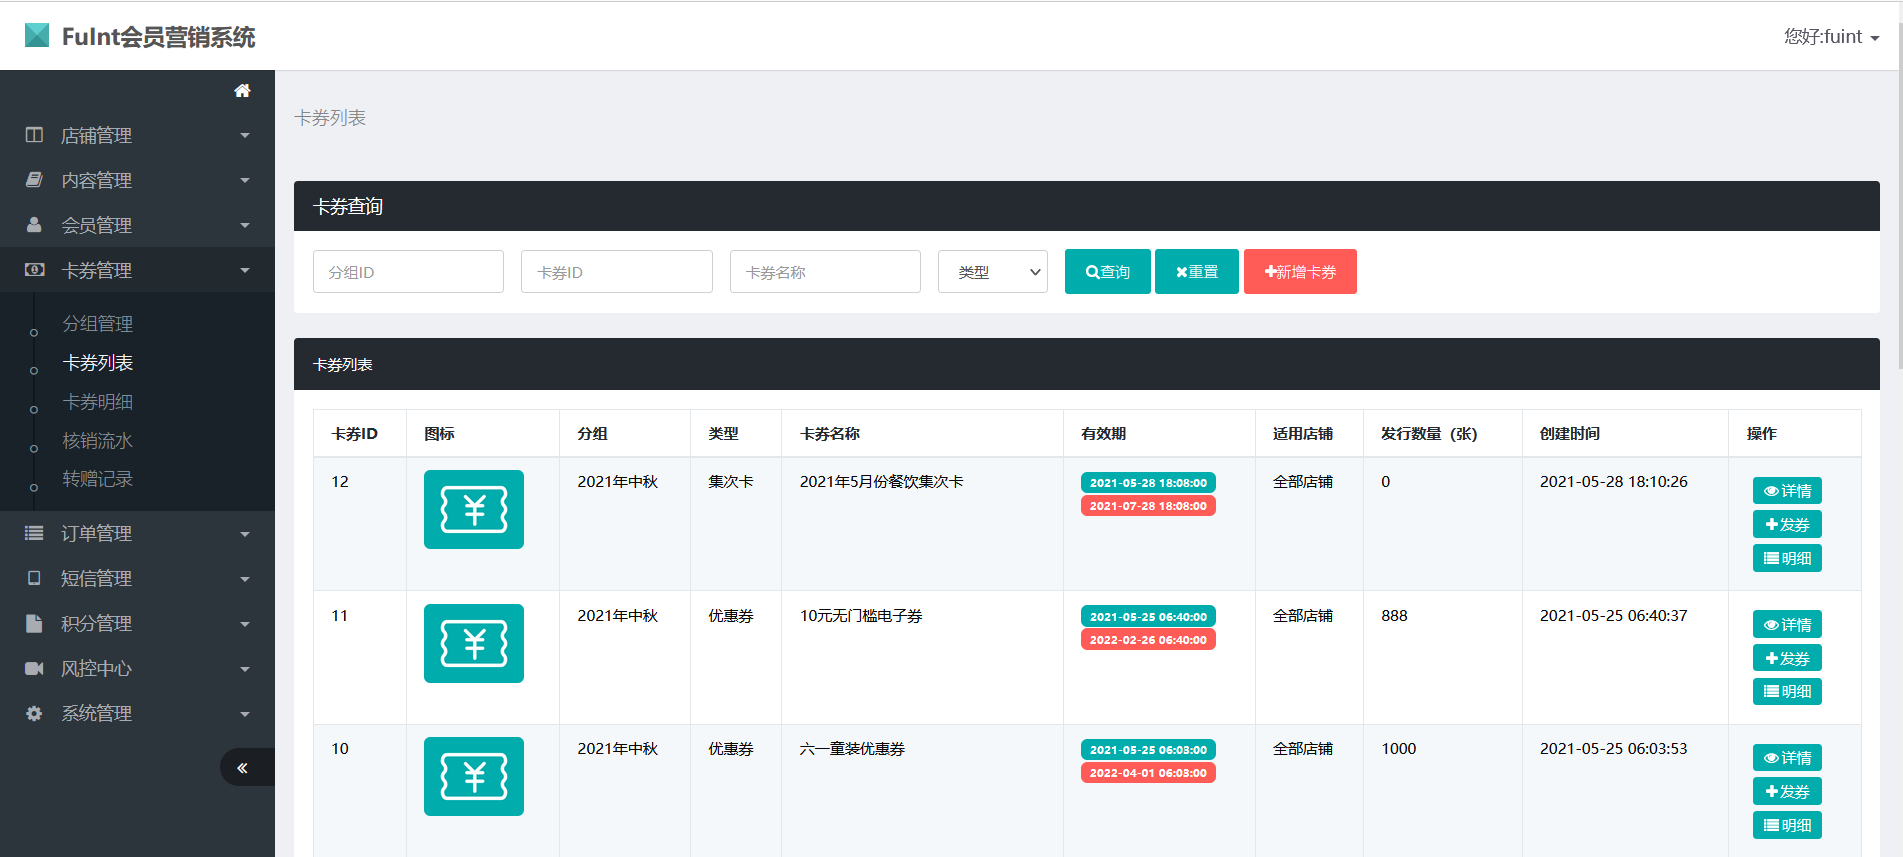 FuInt会员营销系统
您好:fuint
店铺管理
内容管理
会员管理
卡券管理
分组管理
卡券列表
卡券明细
核销流水
转赠记录
订单管理
短信管理
积分管理
风控中心
系统管理
卡券列表
卡券查询
分组ID 卡券ID 卡券名称 类型 查询 重置 新增卡券
卡券列表
卡券ID 图标 分组 类型 卡券名称 有效期 适用店铺 发行数量（张） 创建时间 操作
12 ¥ 2021年中秋 集次卡 2021年5月份餐饮集次卡 2021-05-28 18:08:00 全部店铺 0 2021-05-28 18:10:26 详情
2021-07-28 18:08:00 发券
明细
11 ¥ 2021年中秋 优惠券 10元无门槛电子券 2021-05-25 06:40:00 全部店铺 888 2021-05-25 06:40:37 详情
2022-02-26 06:40:00 发券
明细
10 ¥ 2021年中秋 优惠券 六一童装优惠券 2021-05-25 06:03:00 全部店铺 1000 2021-05-25 06:03:53 详情
2022-04-01 06:03:00 发券
明细